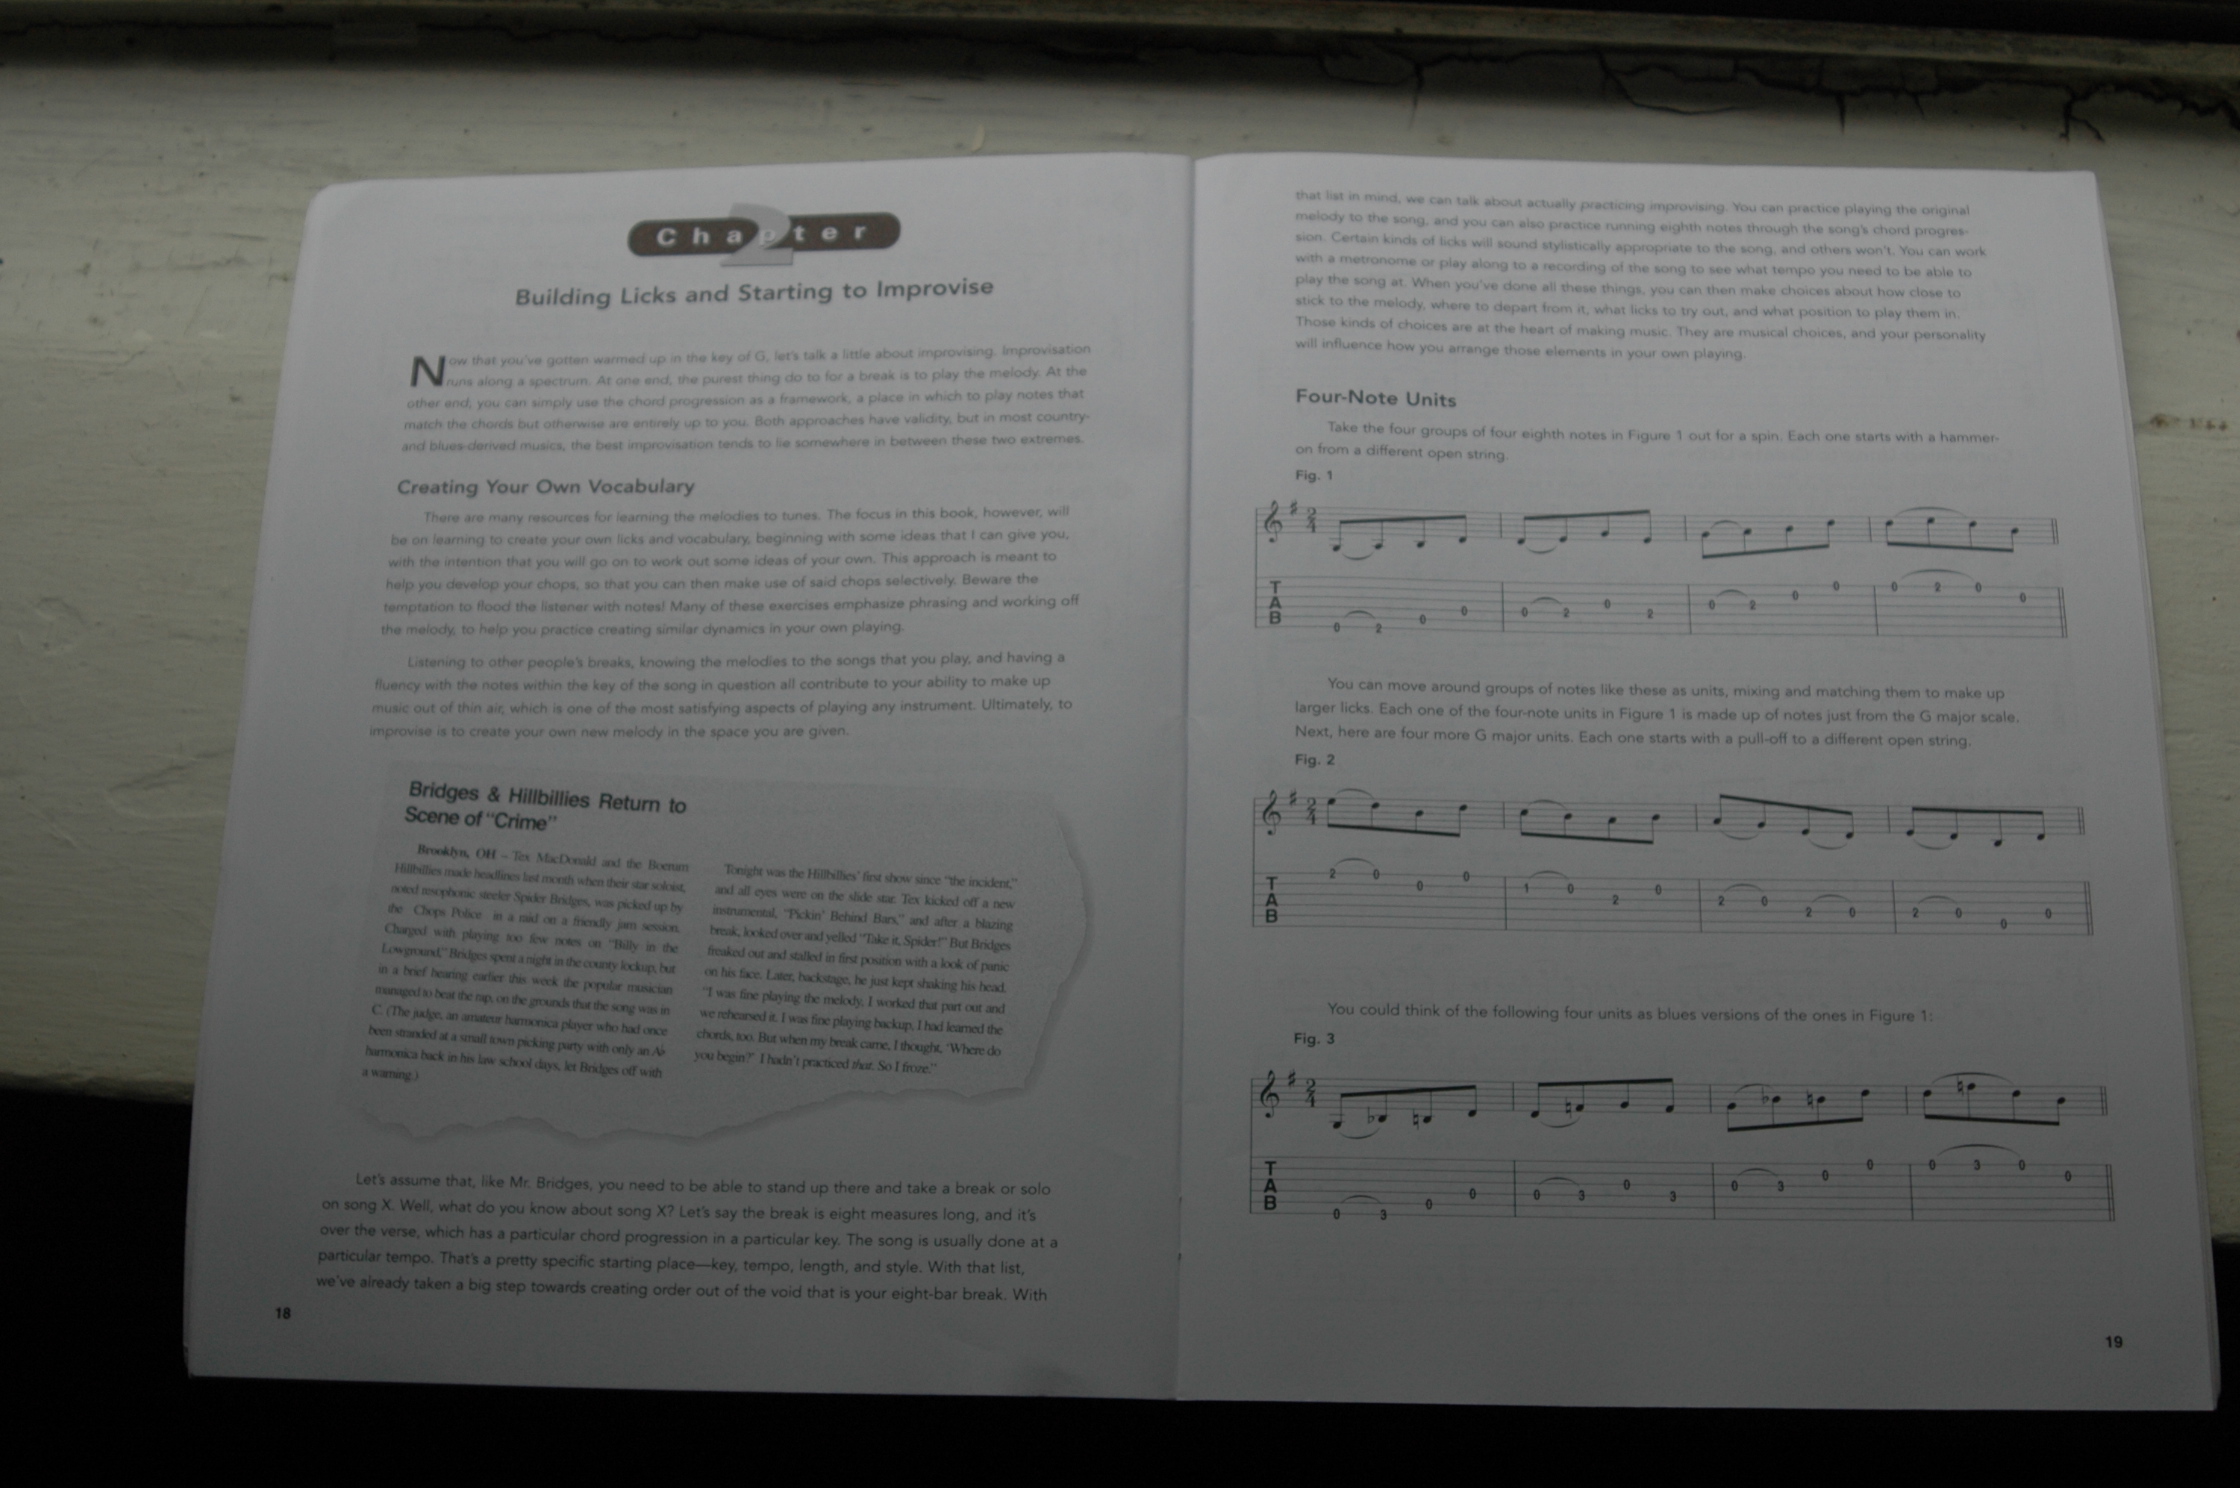 Chapter 2
Building Licks and Starting to Improvise
Now that you've gotten warmed up in the key of G, let's talk a little about improvising. Improvisation
runs along a spectrum. At one end, the purest thing do to for a break is to play the melody. At the
other end, you can simply use the chord progression as a framework, a place in which to play notes that
match the chords but otherwise are entirely up to you. Both approaches have validity, but in most country-
and blues-derived musics, the best improvisation tends to lie somewhere in between these two extremes.
Creating Your Own Vocabulary
There are many resources for learning the melodies to tunes. The focus in this book, however, will
be on learning to create your own licks and vocabulary, beginning with some ideas that I can give you,
with the intention that you will go on to work out some ideas of your own. This approach is meant to
help you develop your chops, so that you can then make use of said chops selectively. Beware the
temptation to flood the listener with notes! Many of these exercises emphasize phrasing and working off
the melody, to help you practice creating similar dynamics in your own playing.
Listening to other people's breaks, knowing the melodies to the songs that you play, and having a
fluency with the notes within the key of the song in question all contribute to your ability to make up
music out of thin air, which is one of the most satisfying aspects of playing any instrument. Ultimately, to
improvise is to create your own new melody in the space you are given.
Bridges & Hillbillies Return to
Scene of "Crime"
Brooklyn, OH – Tex MacDonald and the Boerum
Hillbillies made headlines last month when their star soloist,
noted resophonic steeler Spider Bridges, was picked up by
the Chops Police in a raid on a friendly jam session.
Charged with playing too few notes on "Billy in the
Lowground," Bridges spent a night in the county lockup, but
in a brief hearing earlier this week the popular musician
managed to beat the rap, on the grounds that the song was in
C. (The judge, an amateur harmonica player who had once
been stranded at a small town picking party with only an A♭
harmonica back in his law school days, let Bridges off with
a warning.)
Tonight was the Hillbillies' first show since "the incident,"
and all eyes were on the slide star. Tex kicked off a new
instrumental, "Pickin' Behind Bars," and after a blazing
break, looked over and yelled "Take it, Spider!" But Bridges
freaked out and stalled in first position with a look of panic
on his face. Later, backstage, he just kept shaking his head.
"I was fine playing the melody. I worked that part out and
we rehearsed it. I was fine playing backup, I had learned the
chords, too. But when my break came, I thought, 'Where do
you begin?' I hadn't practiced that. So I froze."
Let's assume that, like Mr. Bridges, you need to be able to stand up there and take a break or solo
on song X. Well, what do you know about song X? Let's say the break is eight measures long, and it's
over the verse, which has a particular chord progression in a particular key. The song is usually done at a
particular tempo. That's a pretty specific starting place—key, tempo, length, and style. With that list,
we've already taken a big step towards creating order out of the void that is your eight-bar break. With
18
that list in mind, we can talk about actually practicing improvising. You can practice playing the original
melody to the song, and you can also practice running eighth notes through the song's chord progres-
sion. Certain kinds of licks will sound stylistically appropriate to the song, and others won't. You can work
with a metronome or play along to a recording of the song to see what tempo you need to be able to
play the song at. When you've done all these things, you can then make choices about how close to
stick to the melody, where to depart from it, what licks to try out, and what position to play them in.
Those kinds of choices are at the heart of making music. They are musical choices, and your personality
will influence how you arrange those elements in your own playing.
Four-Note Units
Take the four groups of four eighth notes in Figure 1 out for a spin. Each one starts with a hammer-
on from a different open string.
Fig. 1
2 4
TAB 0 2 0 0 0 2 0 2 0 2 0 0 0 2 0 0
You can move around groups of notes like these as units, mixing and matching them to make up
larger licks. Each one of the four-note units in Figure 1 is made up of notes just from the G major scale.
Next, here are four more G major units. Each one starts with a pull-off to a different open string.
Fig. 2
2 4
TAB 2 0 0 0 1 0 2 0 2 0 2 0 2 0 0 0
You could think of the following four units as blues versions of the ones in Figure 1:
Fig. 3
2 4
TAB 0 3 0 0 0 3 0 3 0 3 0 0 0 3 0 0
19